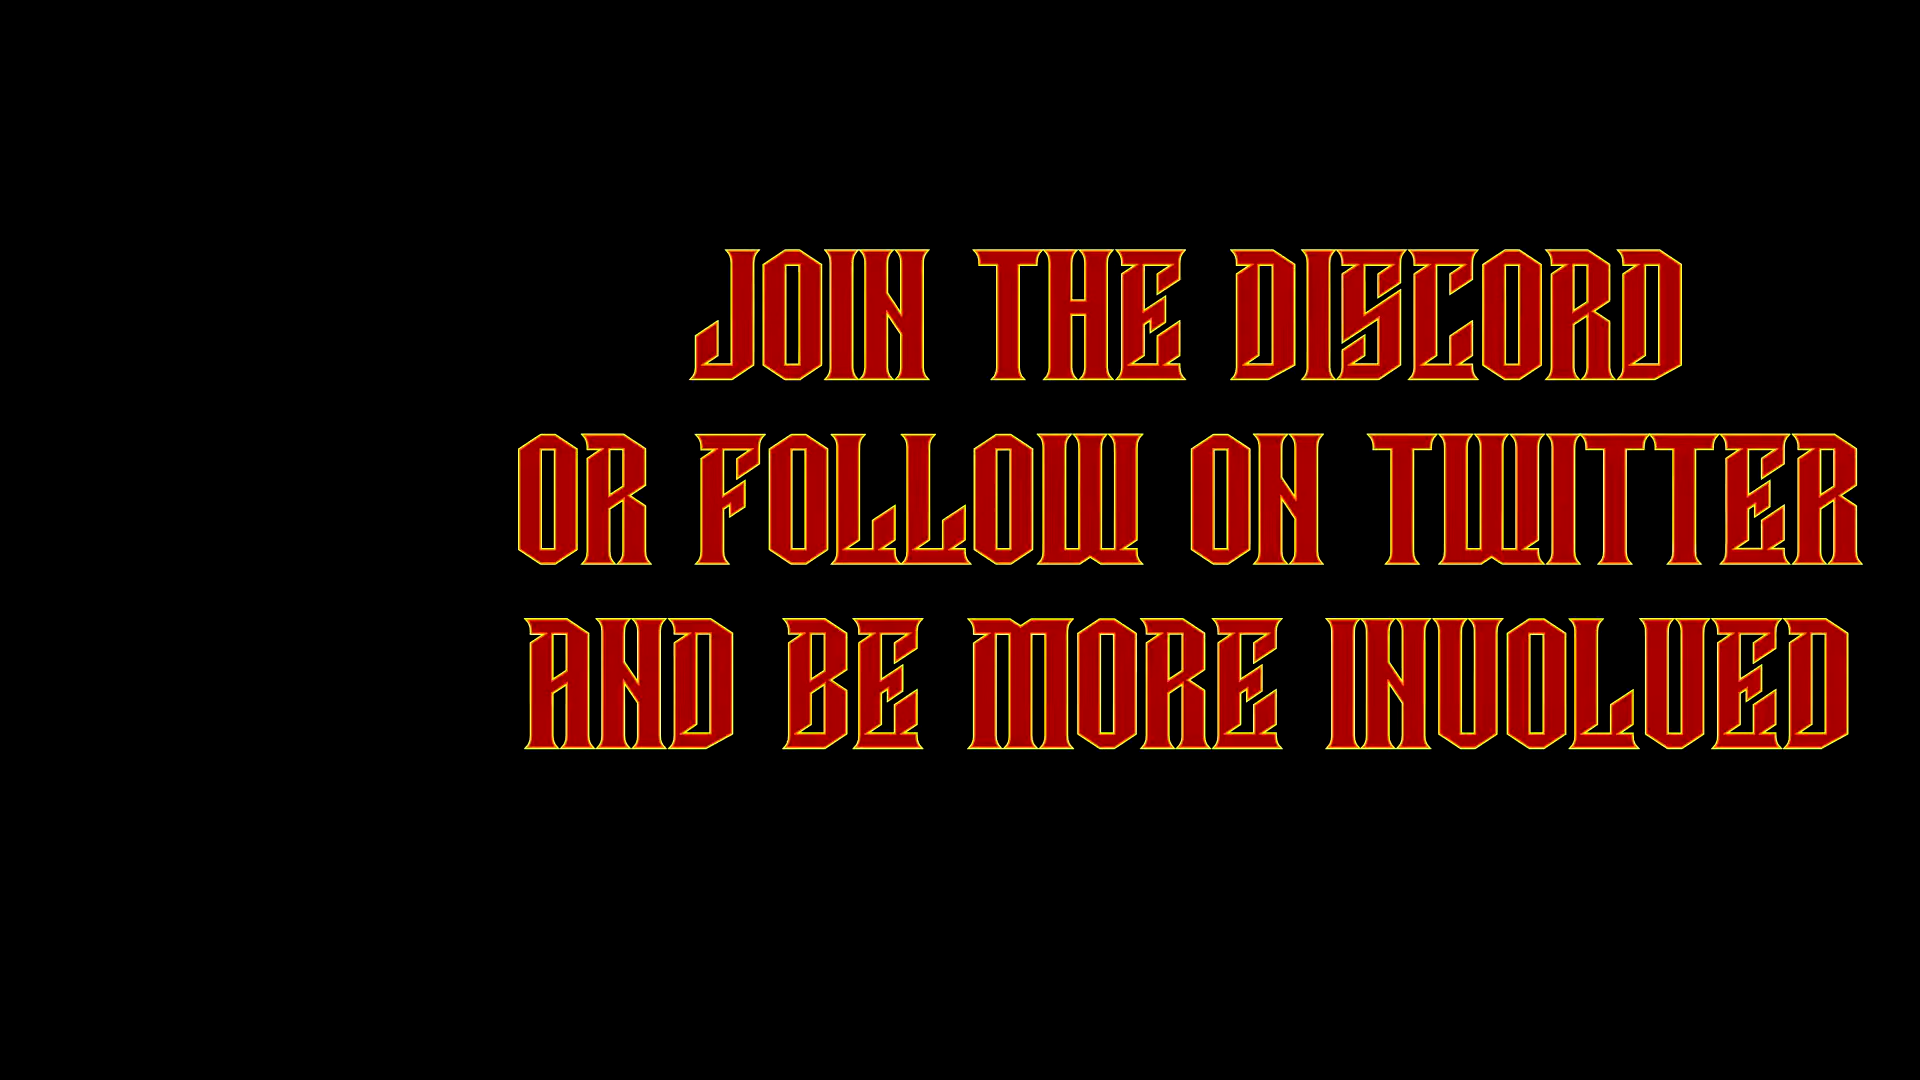 JOIN THE DISCORD
OR FOLLOW ON TWITTER
AND BE MORE INVOLVED